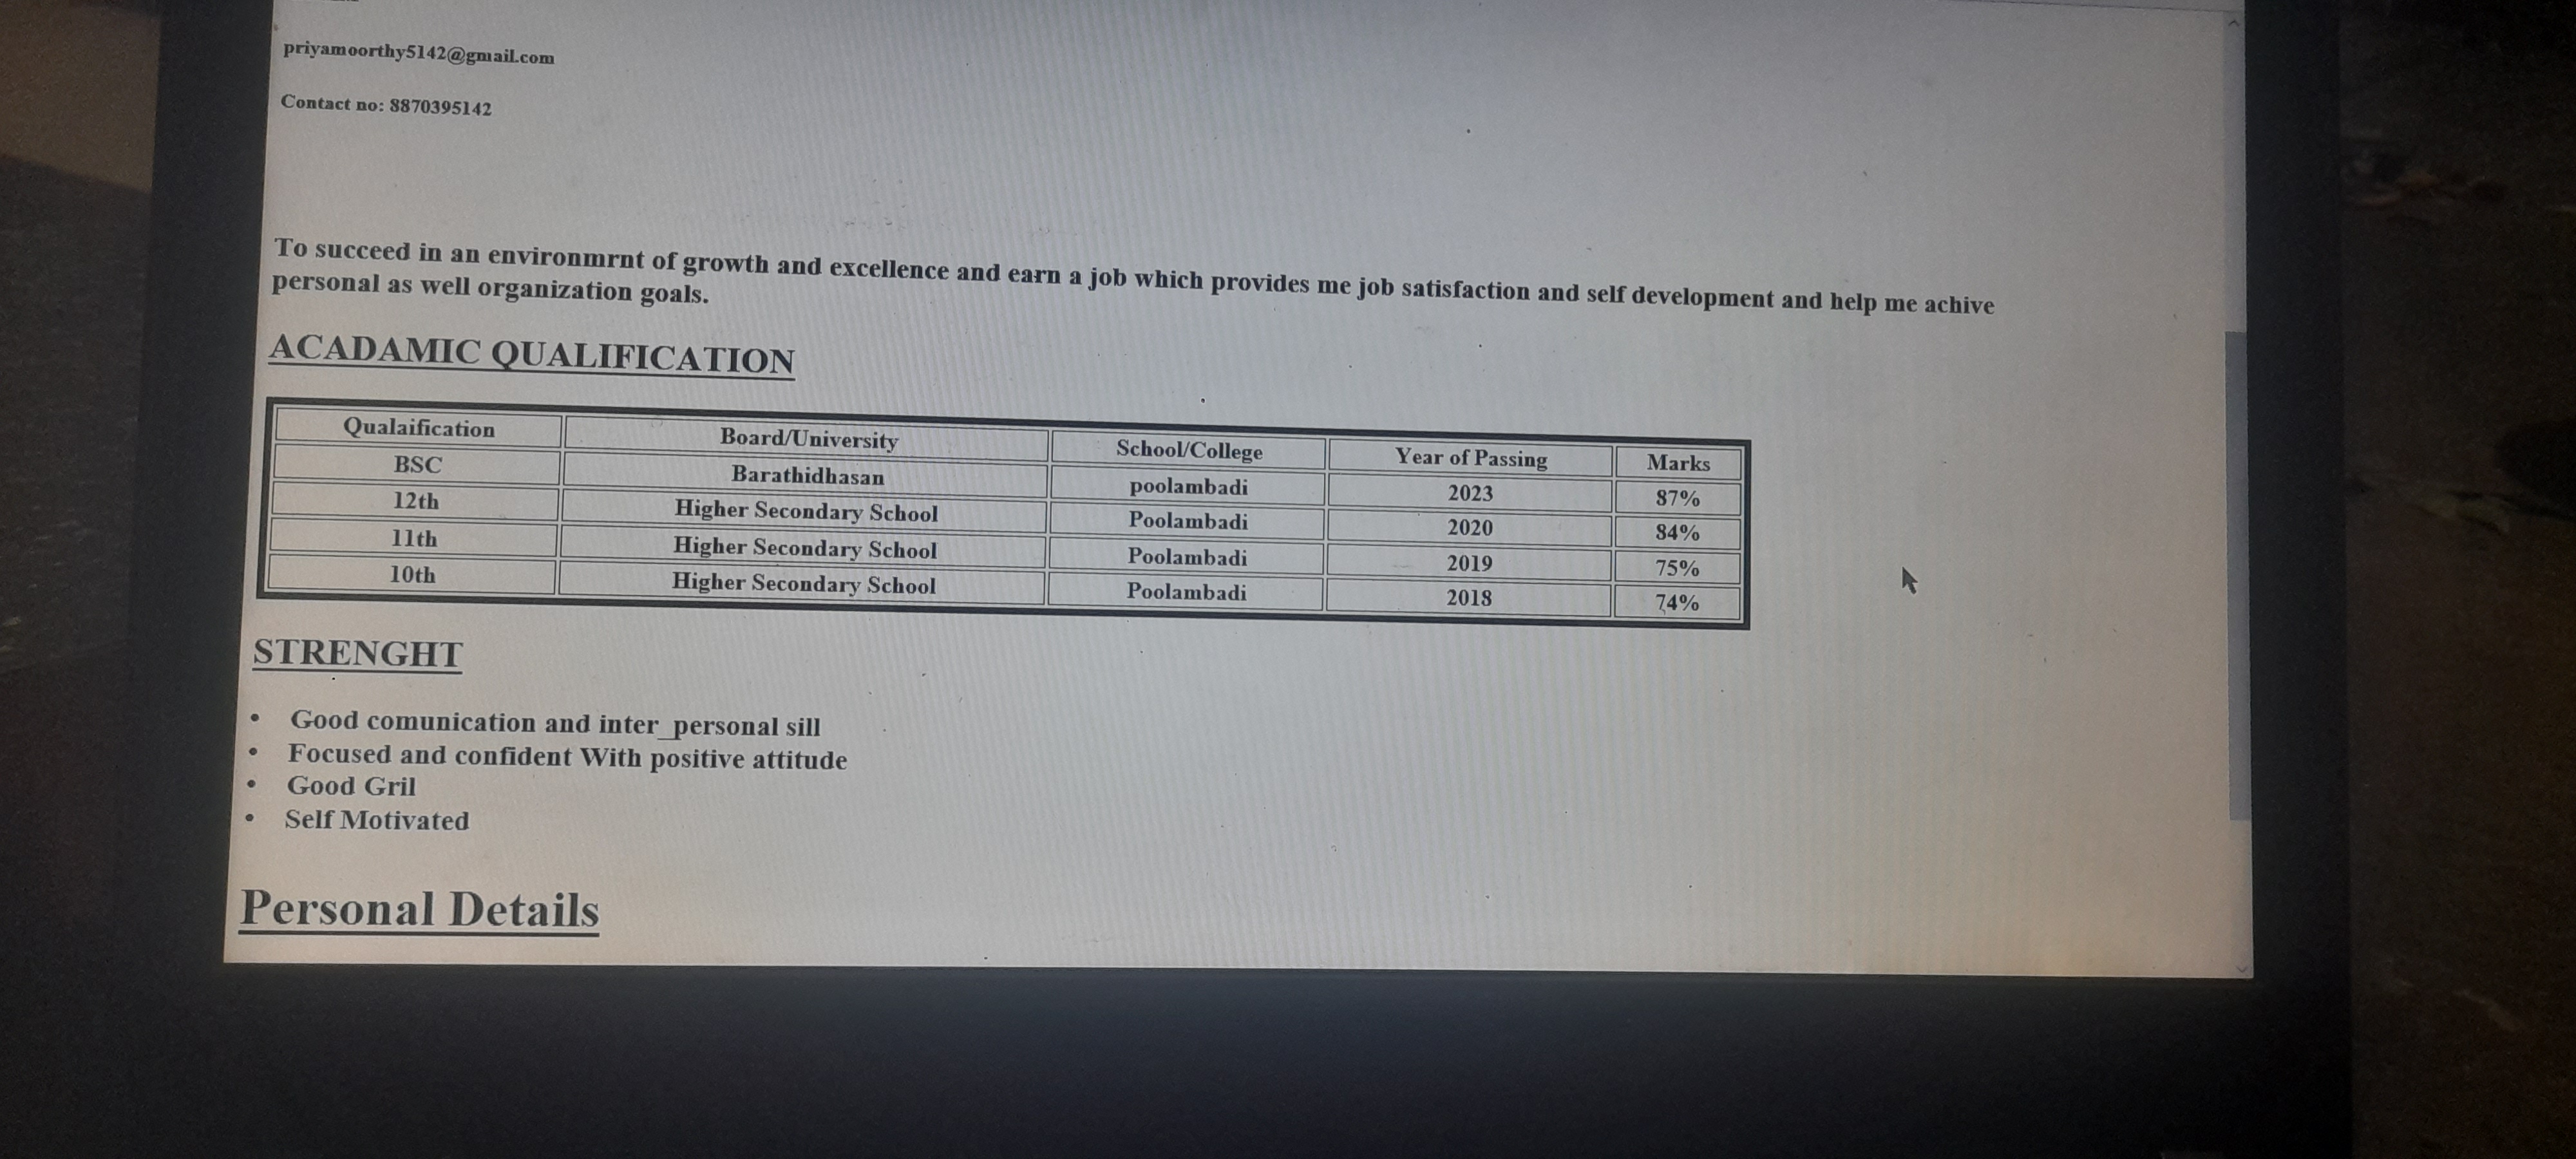 priyamoorthy5142@gmail.com
Contact no: 8870395142
To succeed in an environmrnt of growth and excellence and earn a job which provides me job satisfaction and self development and help me achive
personal as well organization goals.
ACADAMIC QUALIFICATION
Qualaification Board/University School/College Year of Passing Marks
BSC Barathidhasan poolambadi 2023 87%
12th Higher Secondary School Poolambadi 2020 84%
11th Higher Secondary School Poolambadi 2019 75%
10th Higher Secondary School Poolambadi 2018 74%
STRENGHT
• Good comunication and inter_personal sill
• Focused and confident With positive attitude
• Good Gril
• Self Motivated
Personal Details